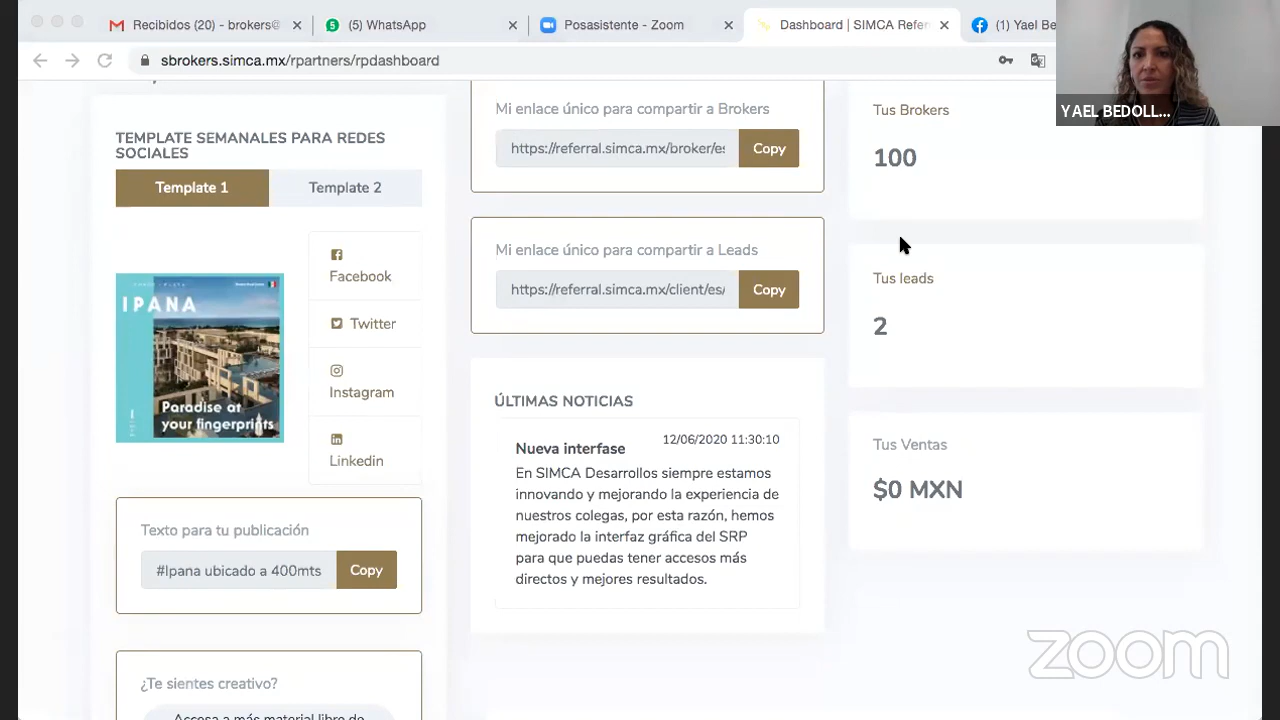 Recibidos (20) - brokers@
5
WhatsApp
Posasistente - Zoom
Dashboard | SIMCA Refer
(1) Yael Be
sbrokers.simca.mx/rpartners/rpdashboard
YAEL BEDOLL...
TEMPLATE SEMANALES PARA REDES
SOCIALES
Template 1
Template 2
IPANA
Paradise at
your fingerprints
Facebook
Twitter
Instagram
Linkedin
Texto para tu publicación
#Ipana ubicado a 400mts
Copy
¿Te sientes creativo?
Accesa a más material libre de
Mi enlace único para compartir a Brokers
https://referral.simca.mx/broker/es
Copy
Mi enlace único para compartir a Leads
https://referral.simca.mx/client/es/
Copy
ÚLTIMAS NOTICIAS
Nueva interfase
12/06/2020 11:30:10
En SIMCA Desarrollos siempre estamos
innovando y mejorando la experiencia de
nuestros colegas, por esta razón, hemos
mejorado la interfaz gráfica del SRP
para que puedas tener accesos más
directos y mejores resultados.
Tus Brokers
100
Tus leads
2
Tus Ventas
$0 MXN
zoom